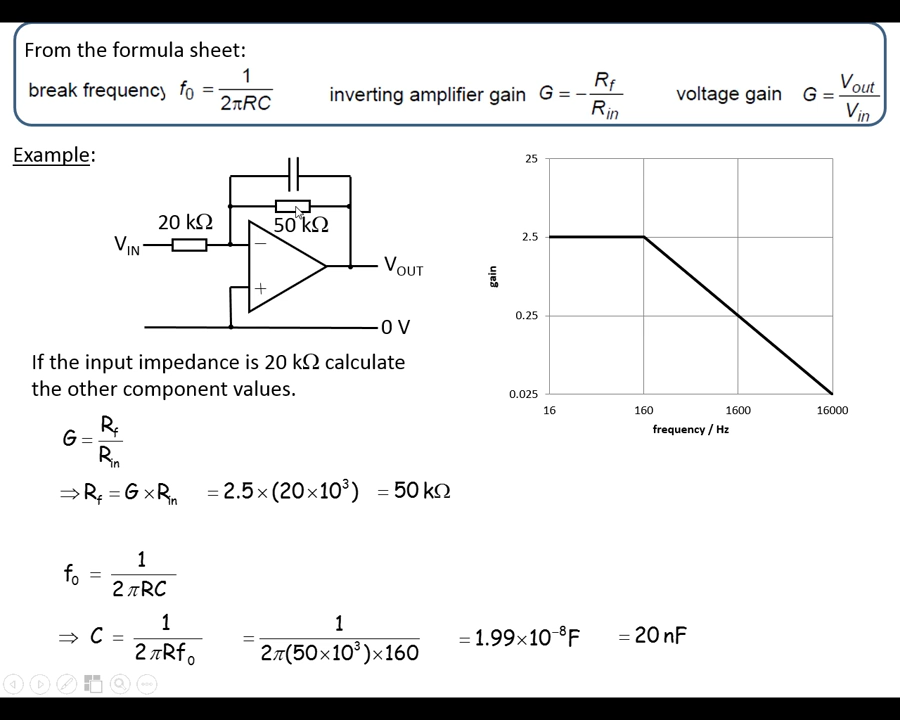 From the formula sheet:
break frequency f₀ = 1/2πRC inverting amplifier gain G = −R_f/R_in voltage gain G = V_out/V_in
Example:
20 kΩ
50 kΩ
V_IN
−
+
V_OUT
0 V
If the input impedance is 20 kΩ calculate
the other component values.
G = R_f/R_in
⇒ R_f = G × R_in = 2.5 × (20 × 10³) = 50 kΩ
f₀ = 1/2πRC
⇒ C = 1/2πRf₀ = 1/2π(50×10³)×160 = 1.99×10⁻⁸F = 20 nF
25
2.5
0.25
0.025
gain
16 160 1600 16000
frequency / Hz